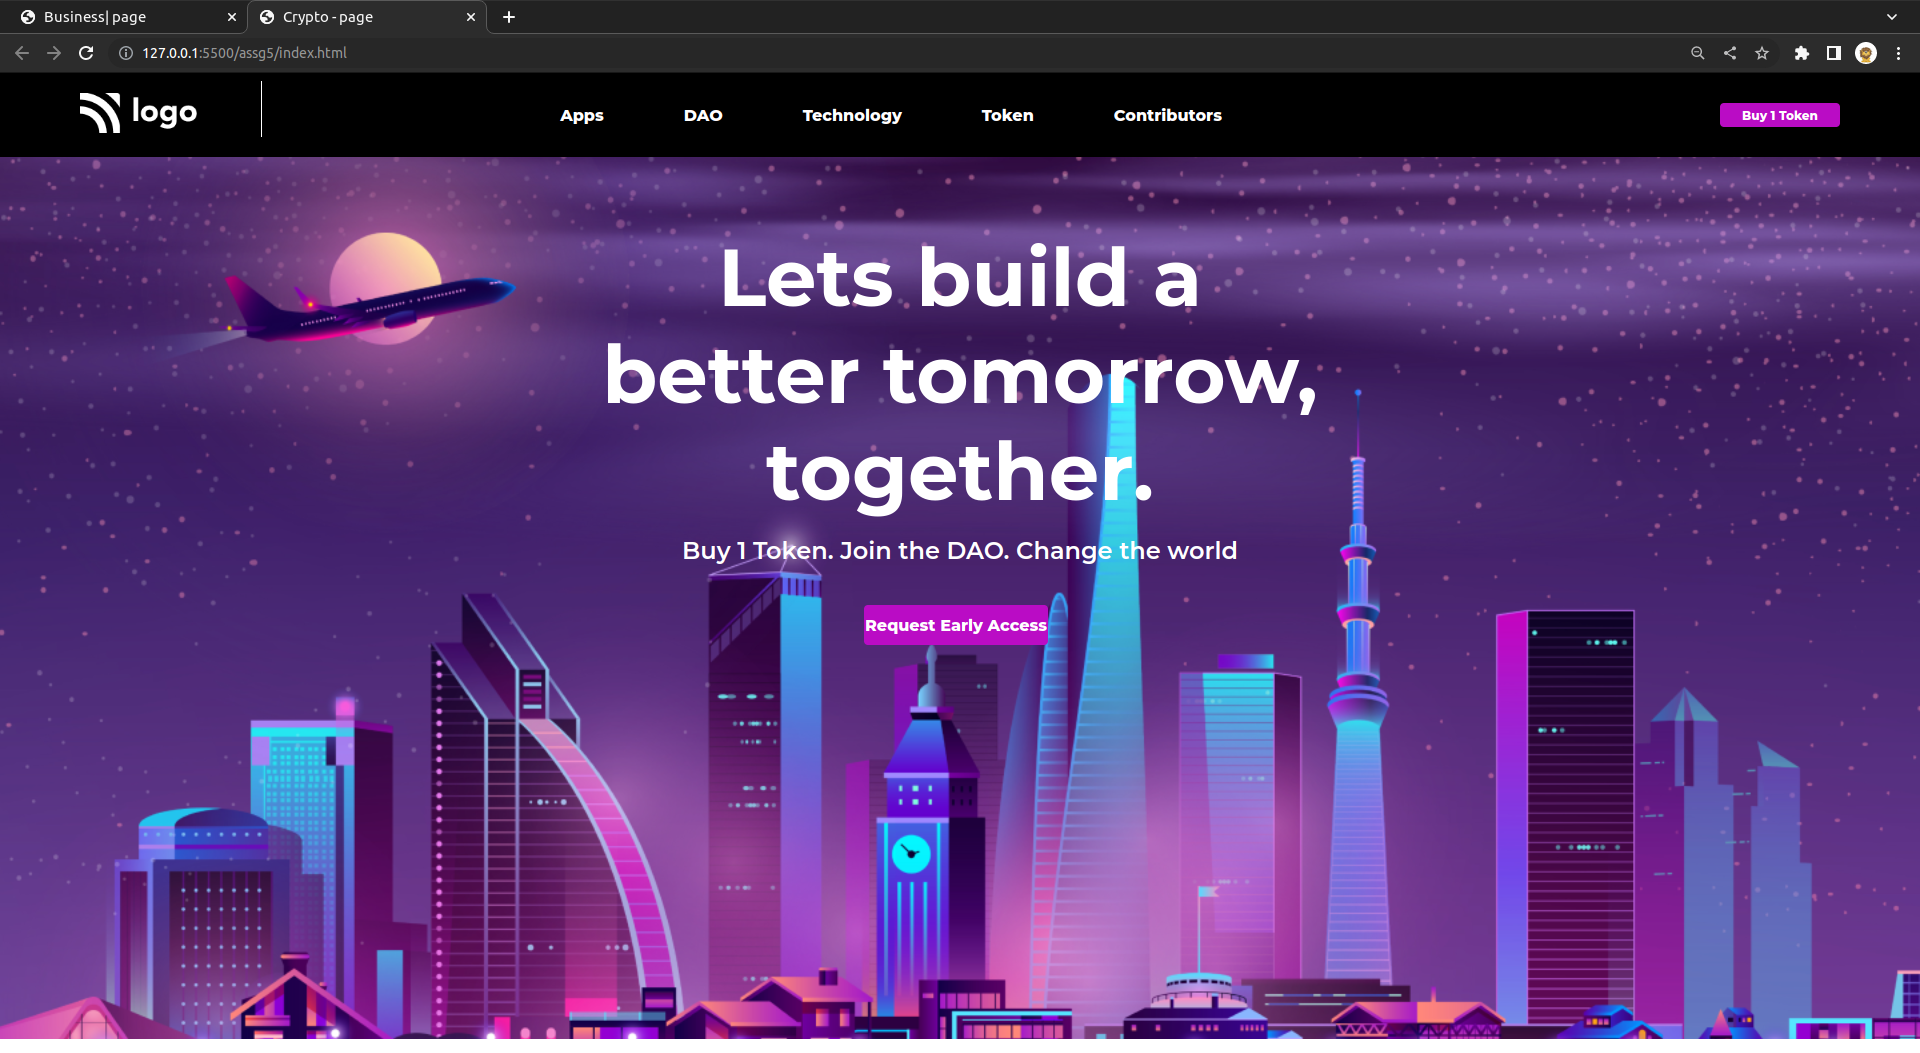 Business| page
Crypto - page
127.0.0.1:5500/assg5/index.html
logo
Apps
DAO
Technology
Token
Contributors
Buy 1 Token
Lets build a
better tomorrow,
together.
Buy 1 Token. Join the DAO. Change the world
Request Early Access